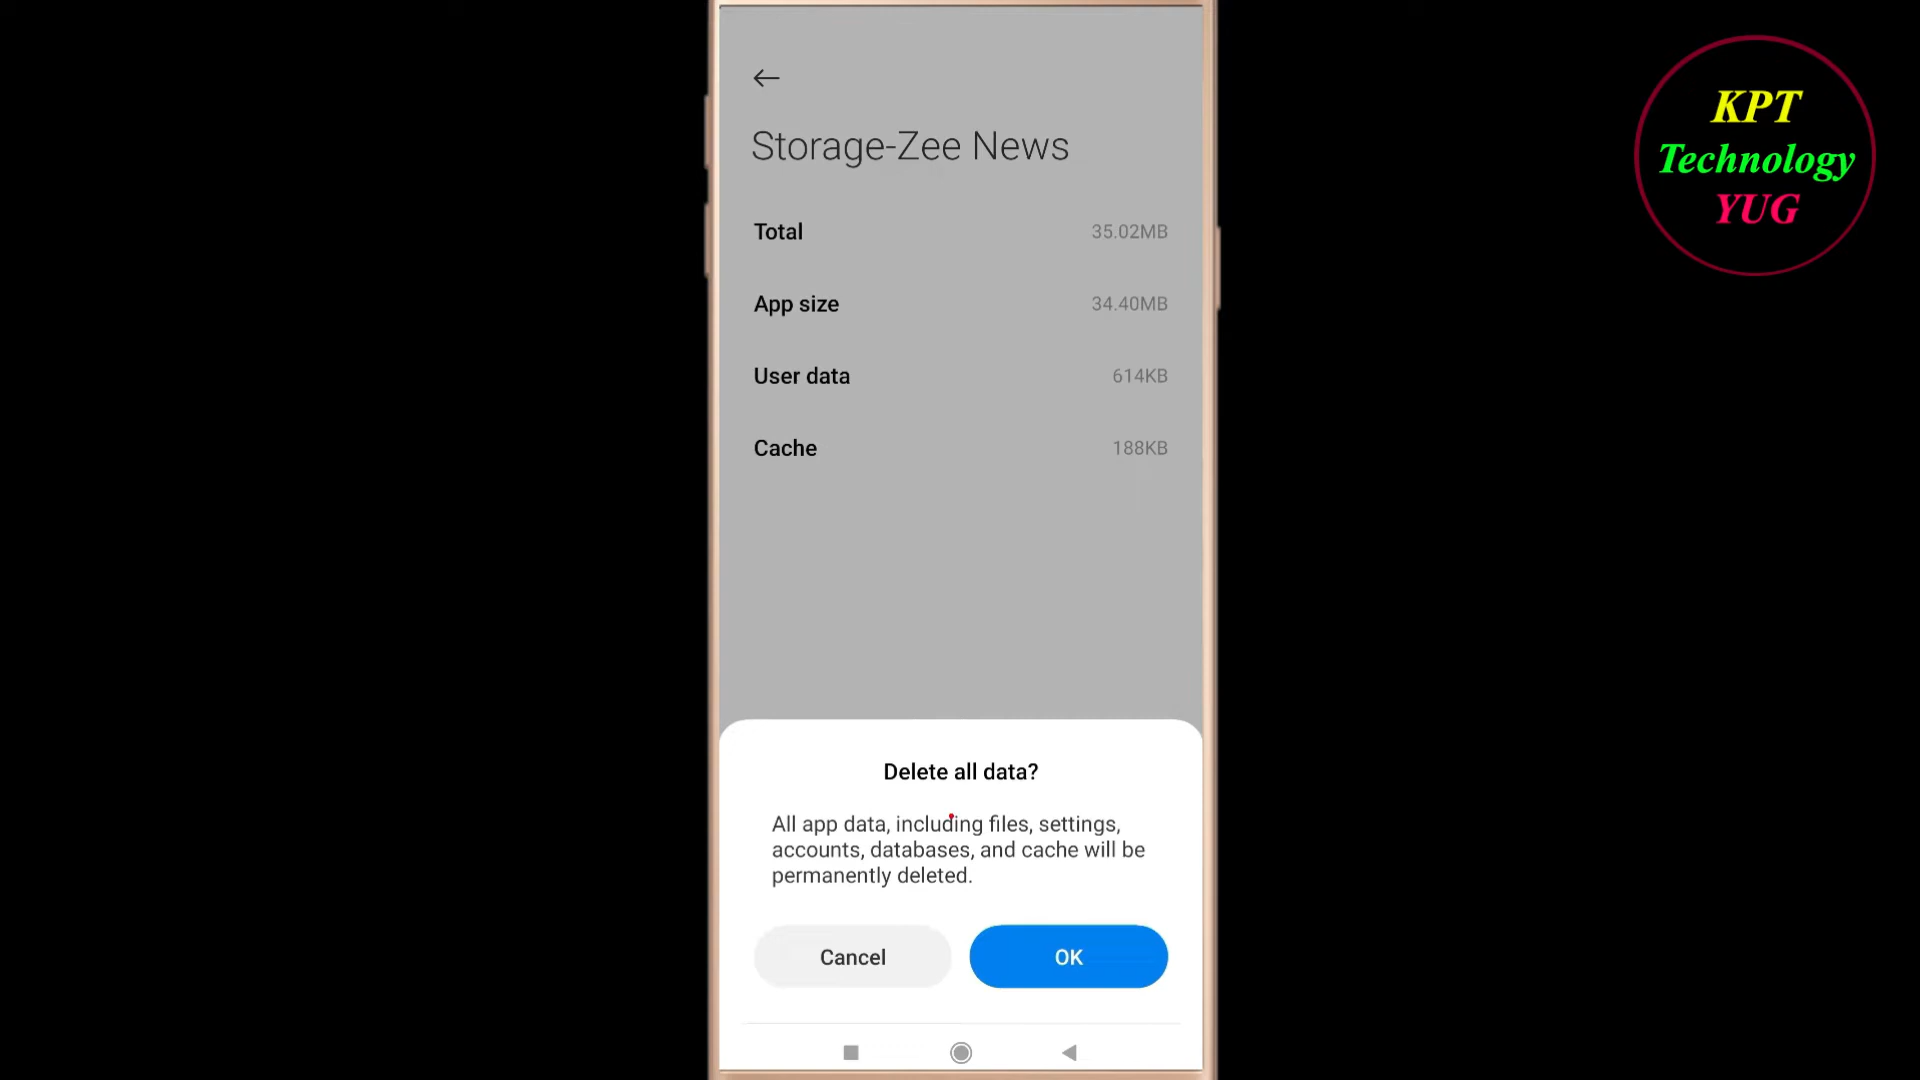 KPT
Technology
YUG
Storage-Zee News
Total 35.02MB
App size 34.40MB
User data 614KB
Cache 188KB
Delete all data?
All app data, including files, settings,
accounts, databases, and cache will be
permanently deleted.
Cancel OK